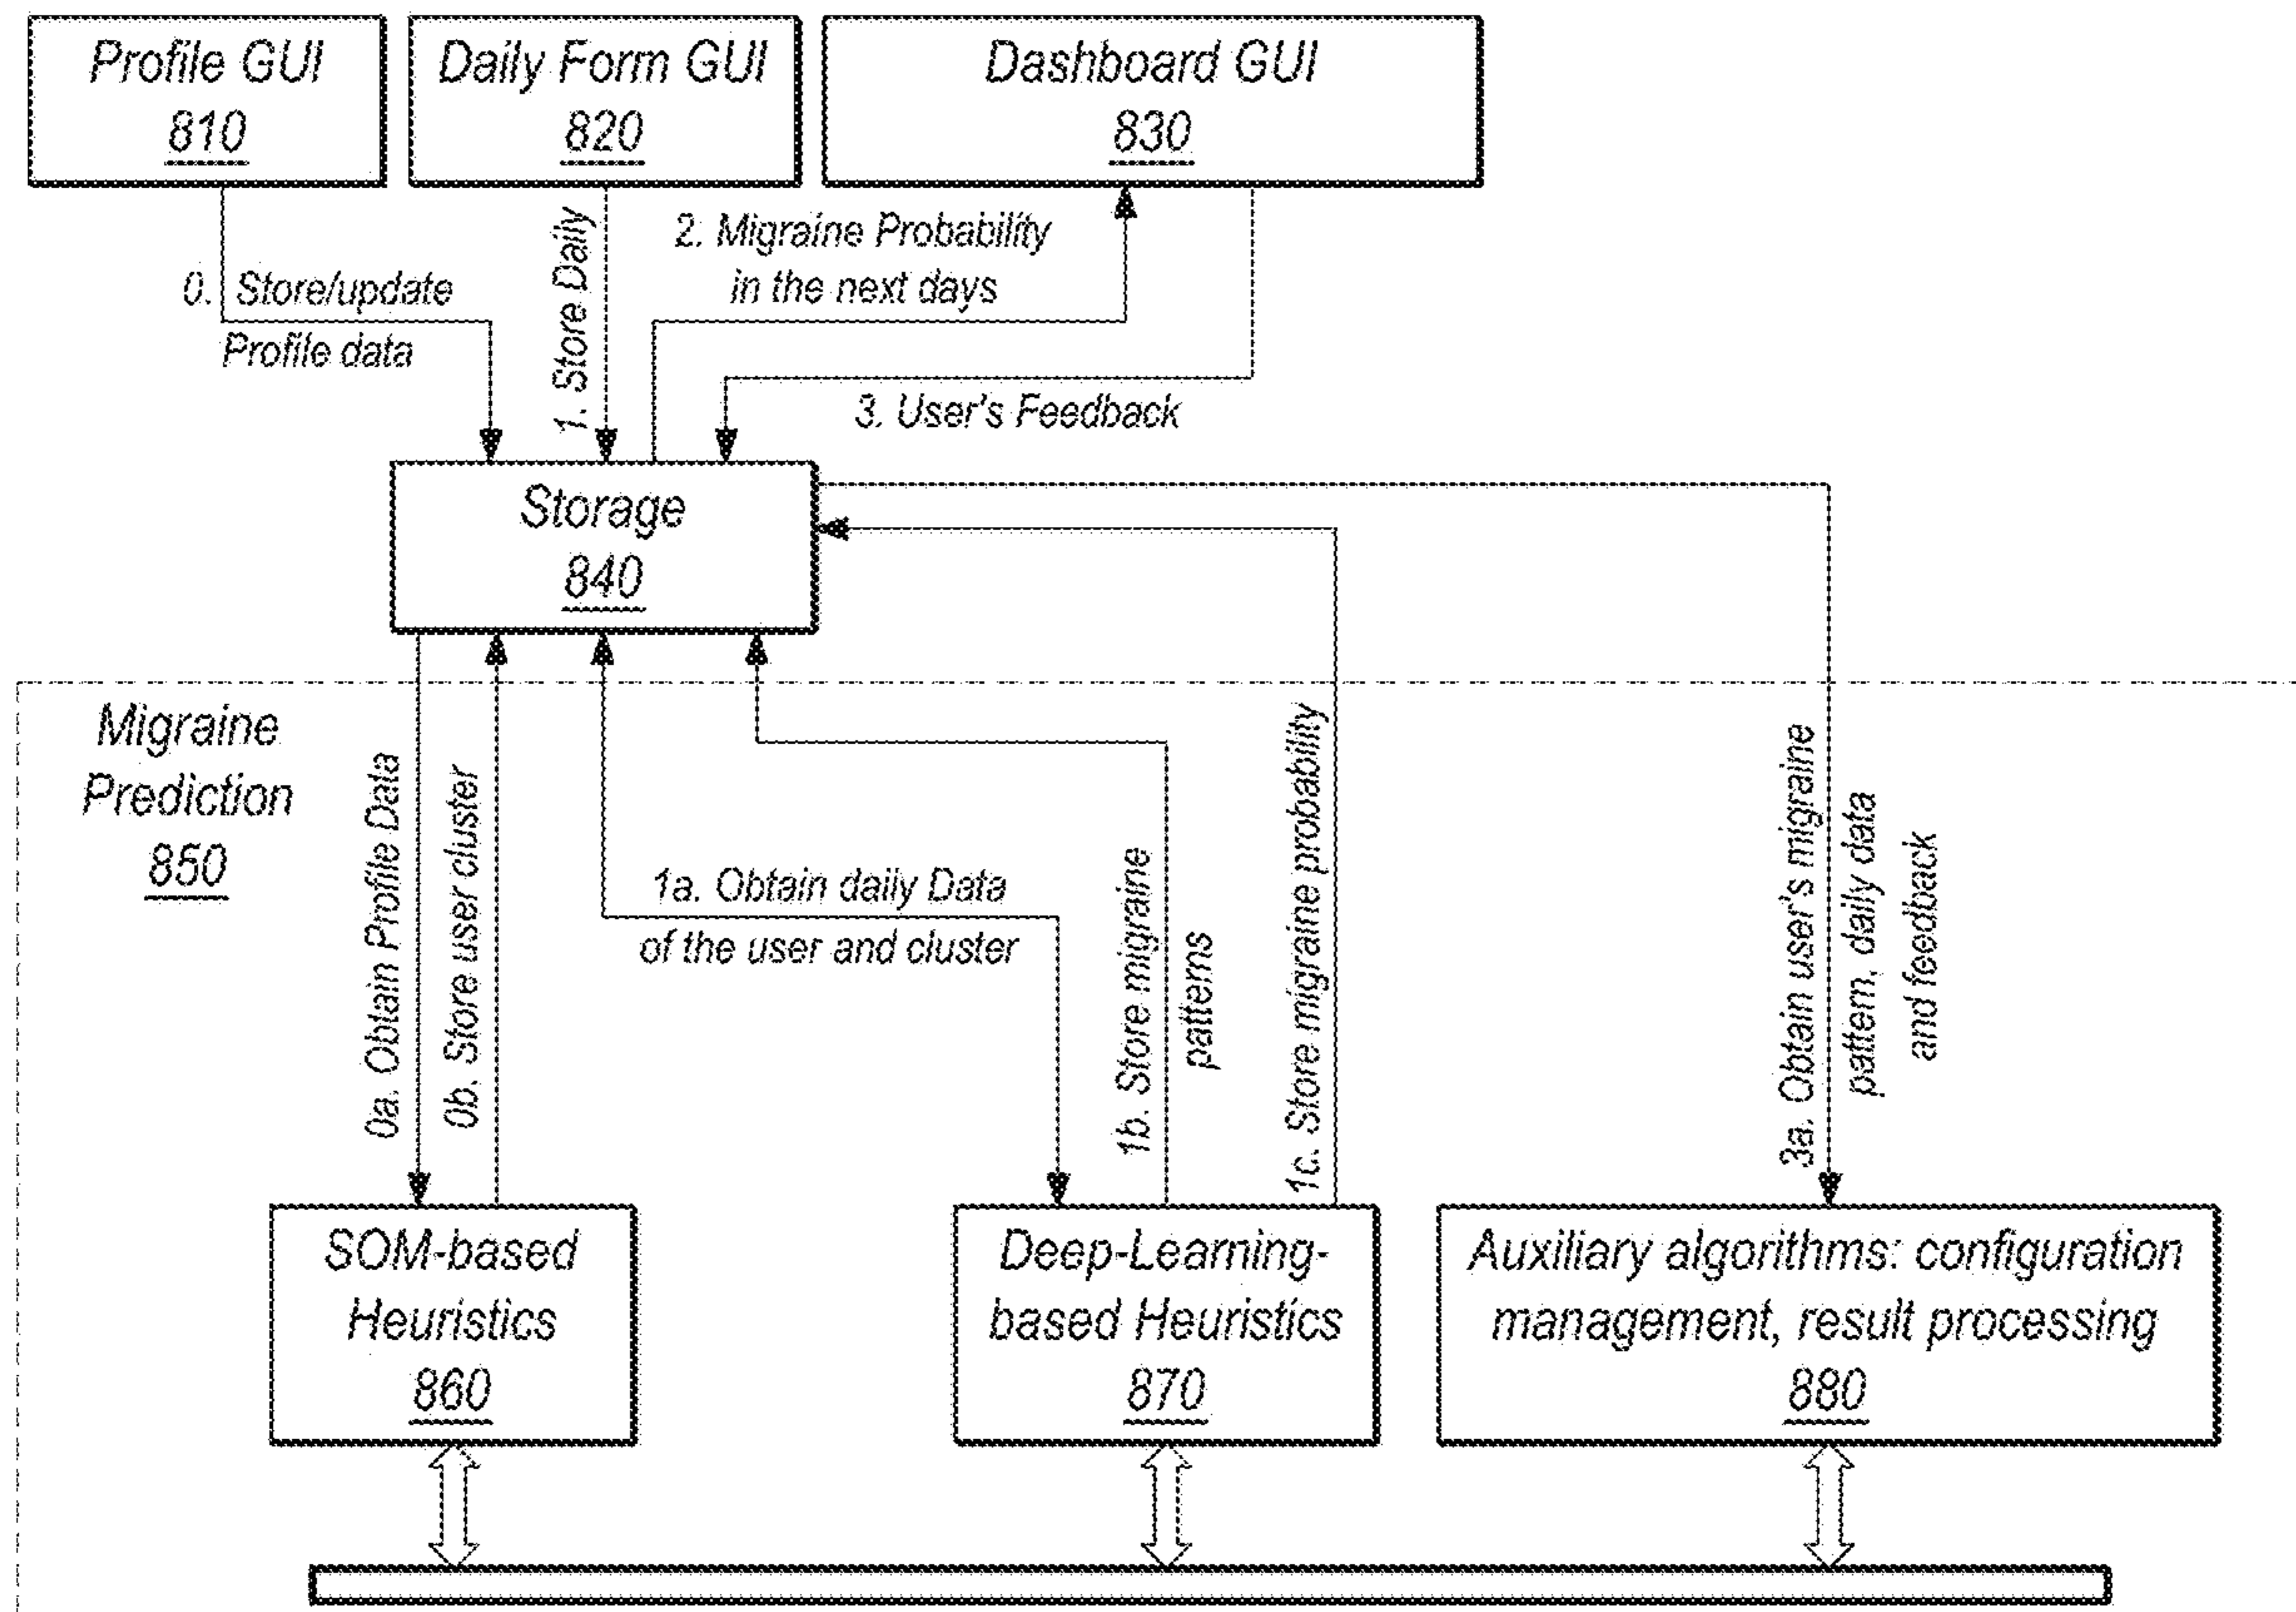 Profile GUI
810
Daily Form GUI
820
Dashboard GUI
830
0. Store/update
Profile data
1. Store Daily
2. Migraine Probability
in the next days
3. User's Feedback
Storage
840
Migraine
Prediction
850
0a. Obtain Profile Data
0b. Store user cluster
1a. Obtain daily Data
of the user and cluster
1b. Store migraine
patterns
1c. Store migraine probability
3a. Obtain user's migraine
pattern, daily data
and feedback
SOM-based
Heuristics
860
Deep-Learning-
based Heuristics
870
Auxiliary algorithms: configuration
management, result processing
880